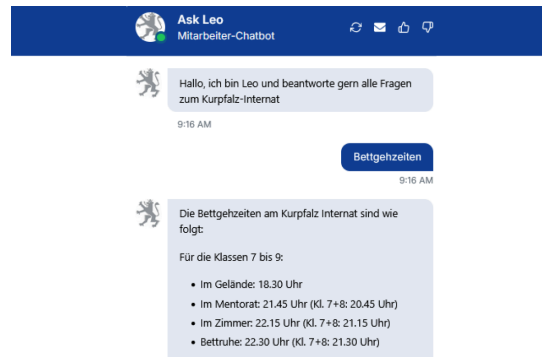 Ask Leo
Mitarbeiter-Chatbot
Hallo, ich bin Leo und beantworte gern alle Fragen
zum Kurpfalz-Internat
9:16 AM
Bettgehzeiten
9:16 AM
Die Bettgehzeiten am Kurpfalz Internat sind wie
folgt:
Für die Klassen 7 bis 9:
• Im Gelände: 18.30 Uhr
• Im Mentorat: 21.45 Uhr (Kl. 7+8: 20.45 Uhr)
• Im Zimmer: 22.15 Uhr (Kl. 7+8: 21.15 Uhr)
• Bettruhe: 22.30 Uhr (Kl. 7+8: 21.30 Uhr)